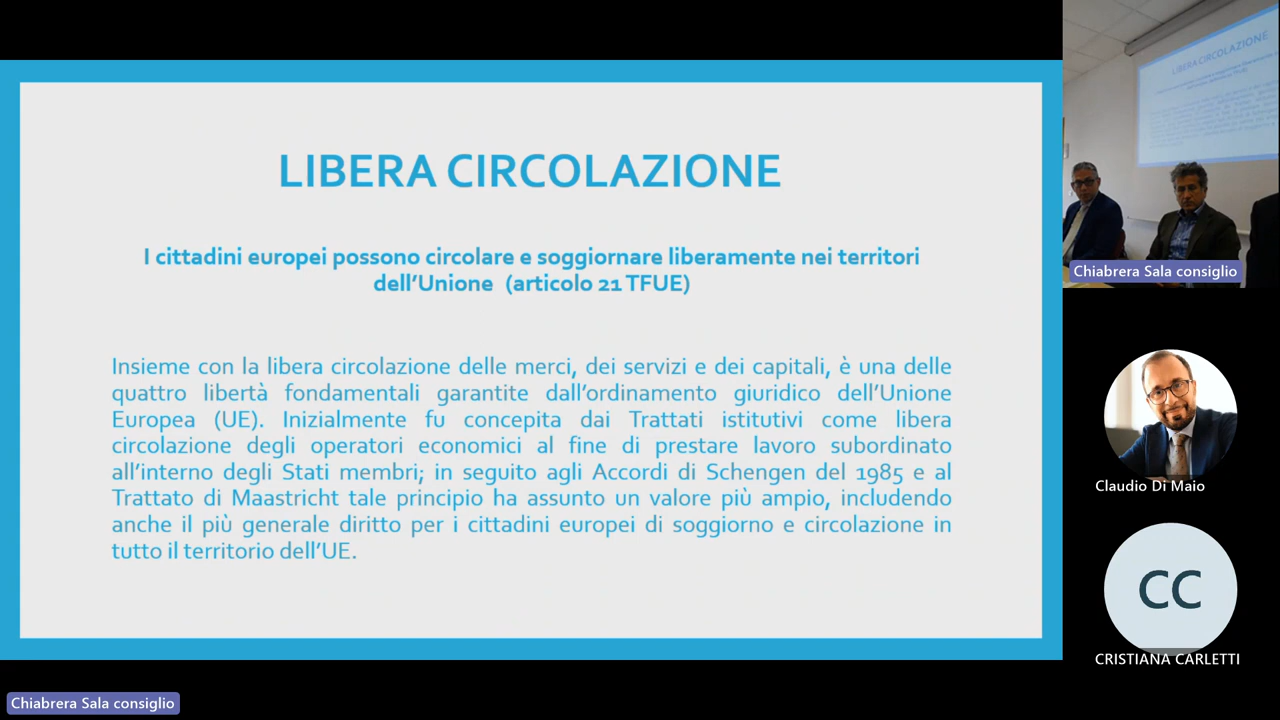 LIBERA CIRCOLAZIONE
I cittadini europei possono circolare e soggiornare liberamente nei territori
dell’Unione (articolo 21 TFUE)
Insieme con la libera circolazione delle merci, dei servizi e dei capitali, è una delle
quattro libertà fondamentali garantite dall’ordinamento giuridico dell’Unione
Europea (UE). Inizialmente fu concepita dai Trattati istitutivi come libera
circolazione degli operatori economici al fine di prestare lavoro subordinato
all’interno degli Stati membri; in seguito agli Accordi di Schengen del 1985 e al
Trattato di Maastricht tale principio ha assunto un valore più ampio, includendo
anche il più generale diritto per i cittadini europei di soggiorno e circolazione in
tutto il territorio dell’UE.
Chiabrera Sala consiglio
LIBERA CIRCOLAZIONE
Chiabrera Sala consiglio
Claudio Di Maio
CC
CRISTIANA CARLETTI